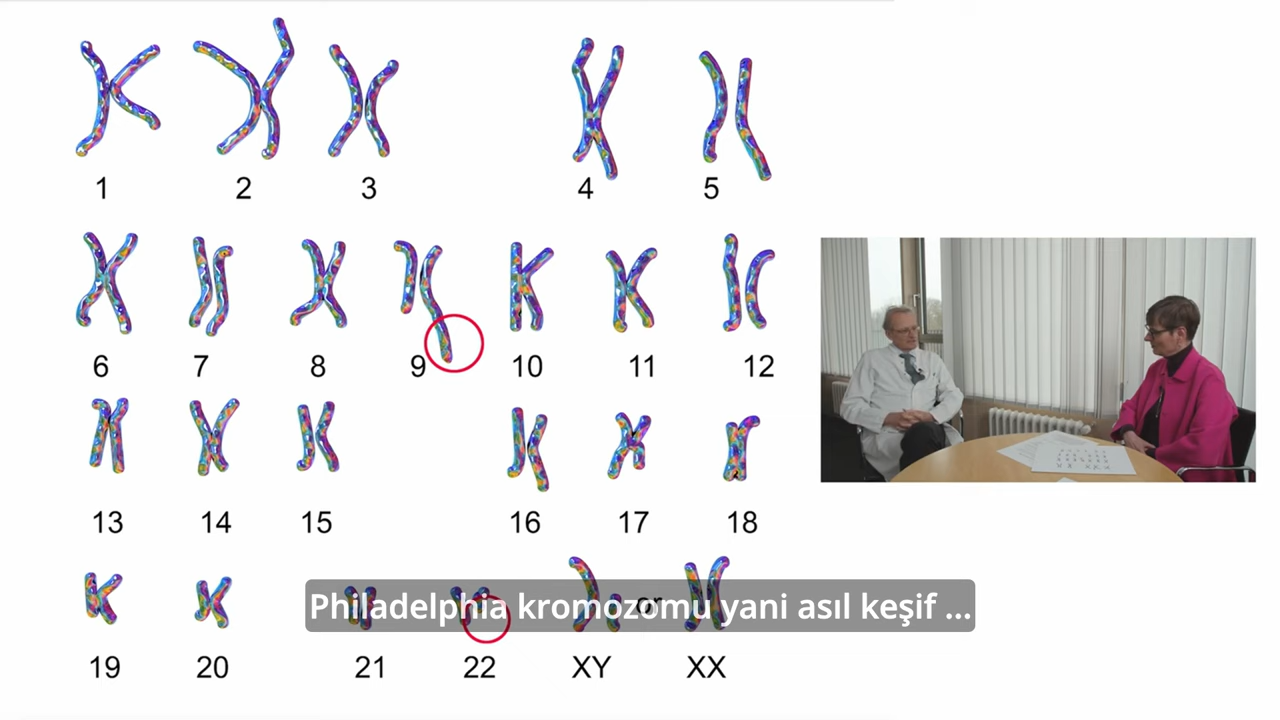 1 2 3 4 5
6 7 8 9 10 11 12
13 14 15 16 17 18
or
Philadelphia kromozomu yani asıl keşif ...
19 20 21 22 XY XX